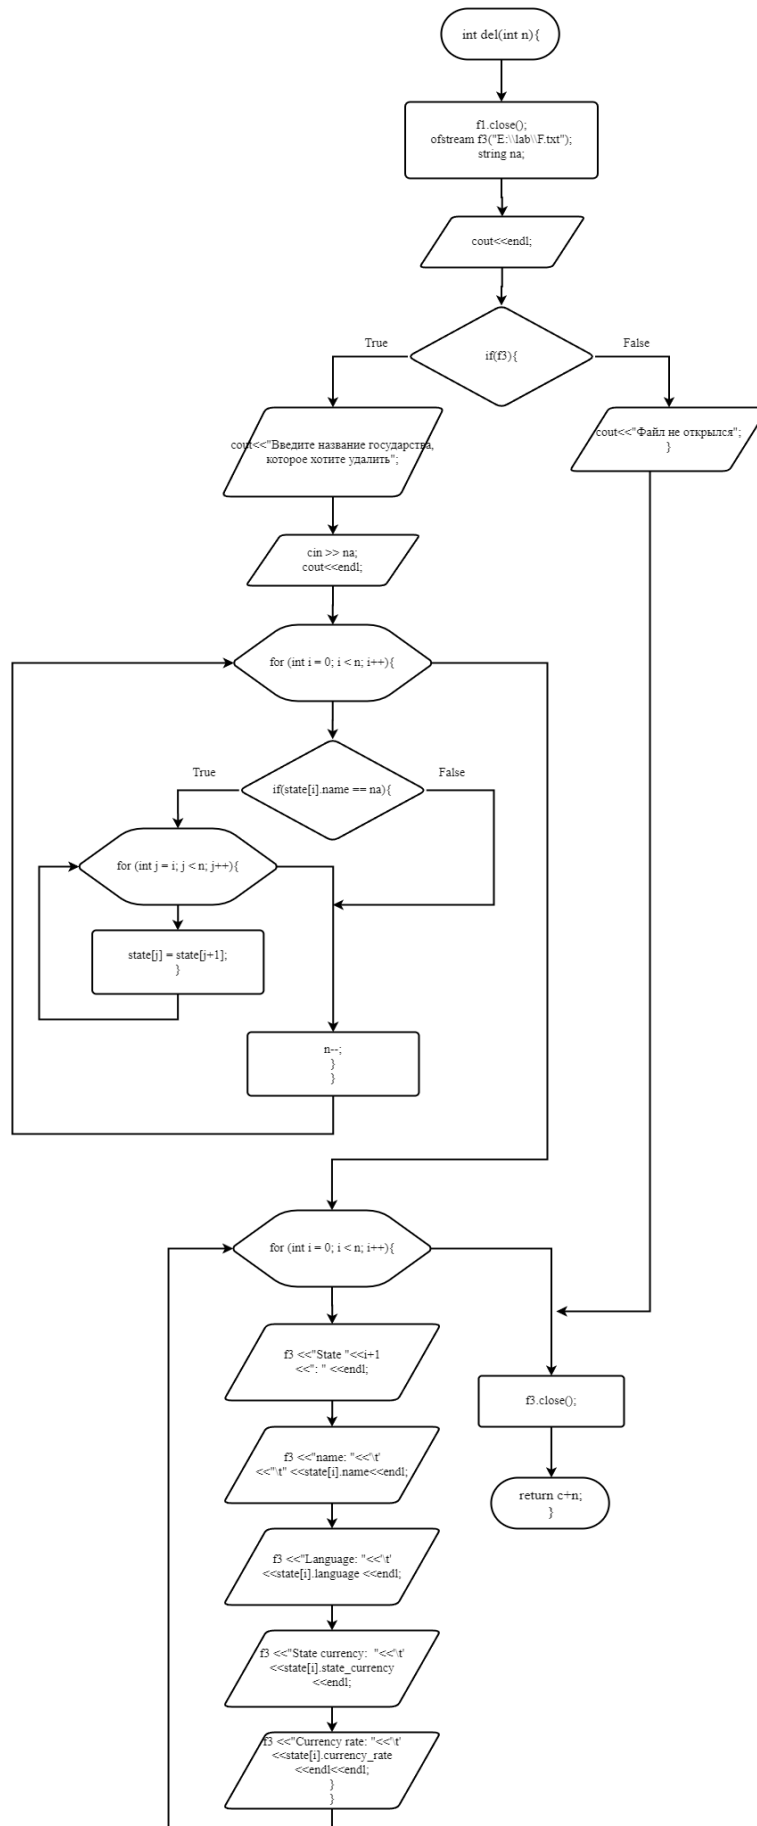 int del(int n){
f1.close();
ofstream f3("E:\\lab\\F.txt");
string na;
cout<<endl;
if(f3){
True
False
cout<<"Введите название государства,
которое хотите удалить";
cout<<"Файл не открылся";
}
cin >> na;
cout<<endl;
for (int i = 0; i < n; i++){
if(state[i].name == na){
True
False
for (int j = i; j < n; j++){
state[j] = state[j+1];
}
n--;
}
}
for (int i = 0; i < n; i++){
f3 <<"State "<<i+1
<<": " <<endl;
f3.close();
f3 <<"name: "<<'\t'
<<"\t" <<state[i].name<<endl;
return c+n;
}
f3 <<"Language: "<<'\t'
<<state[i].language <<endl;
f3 <<"State currency:  "<<'\t'
<<state[i].state_currency
<<endl;
f3 <<"Currency rate: "<<'\t'
<<state[i].currency_rate
<<endl<<endl;
}
}